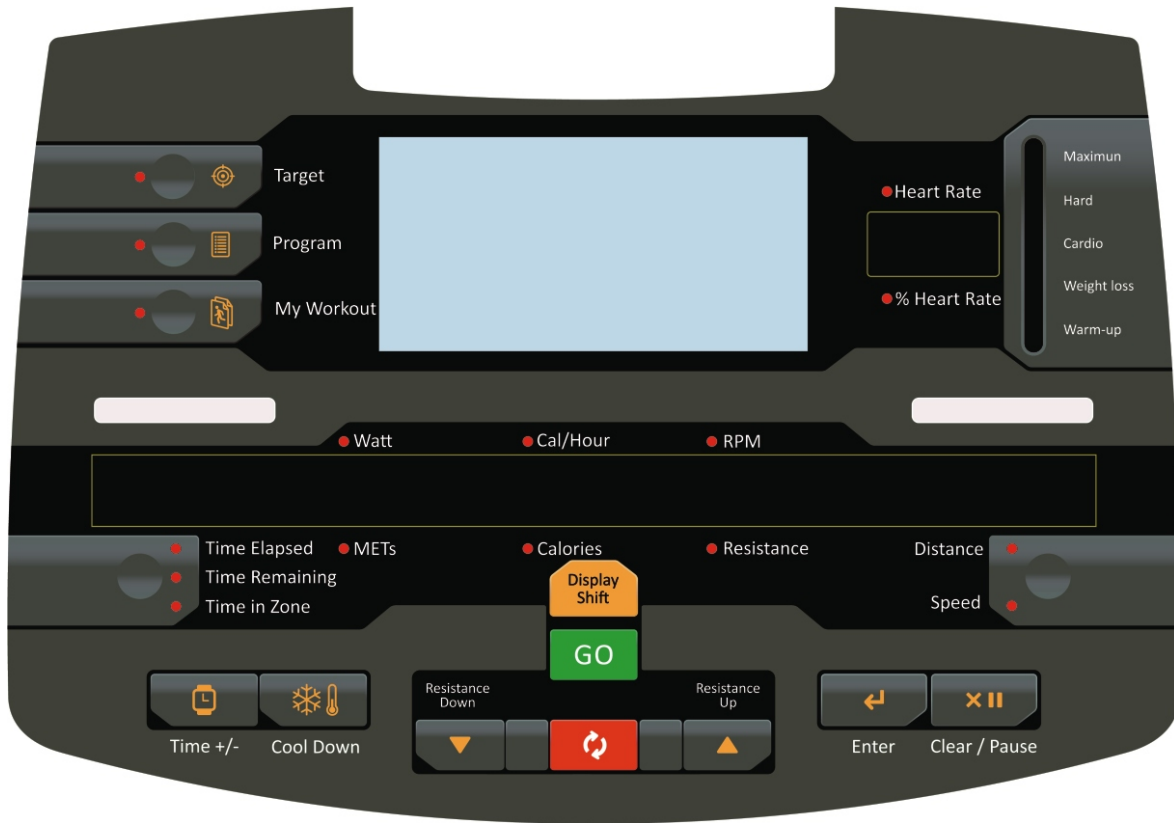 Target
Program
My Workout
Heart Rate
% Heart Rate
Maximun
Hard
Cardio
Weight loss
Warm-up
Watt
Cal/Hour
RPM
Time Elapsed
Time Remaining
Time in Zone
METs
Calories
Resistance
Distance
Speed
Display
Shift
GO
Resistance
Down
Resistance
Up
Time +/-
Cool Down
Enter
Clear / Pause